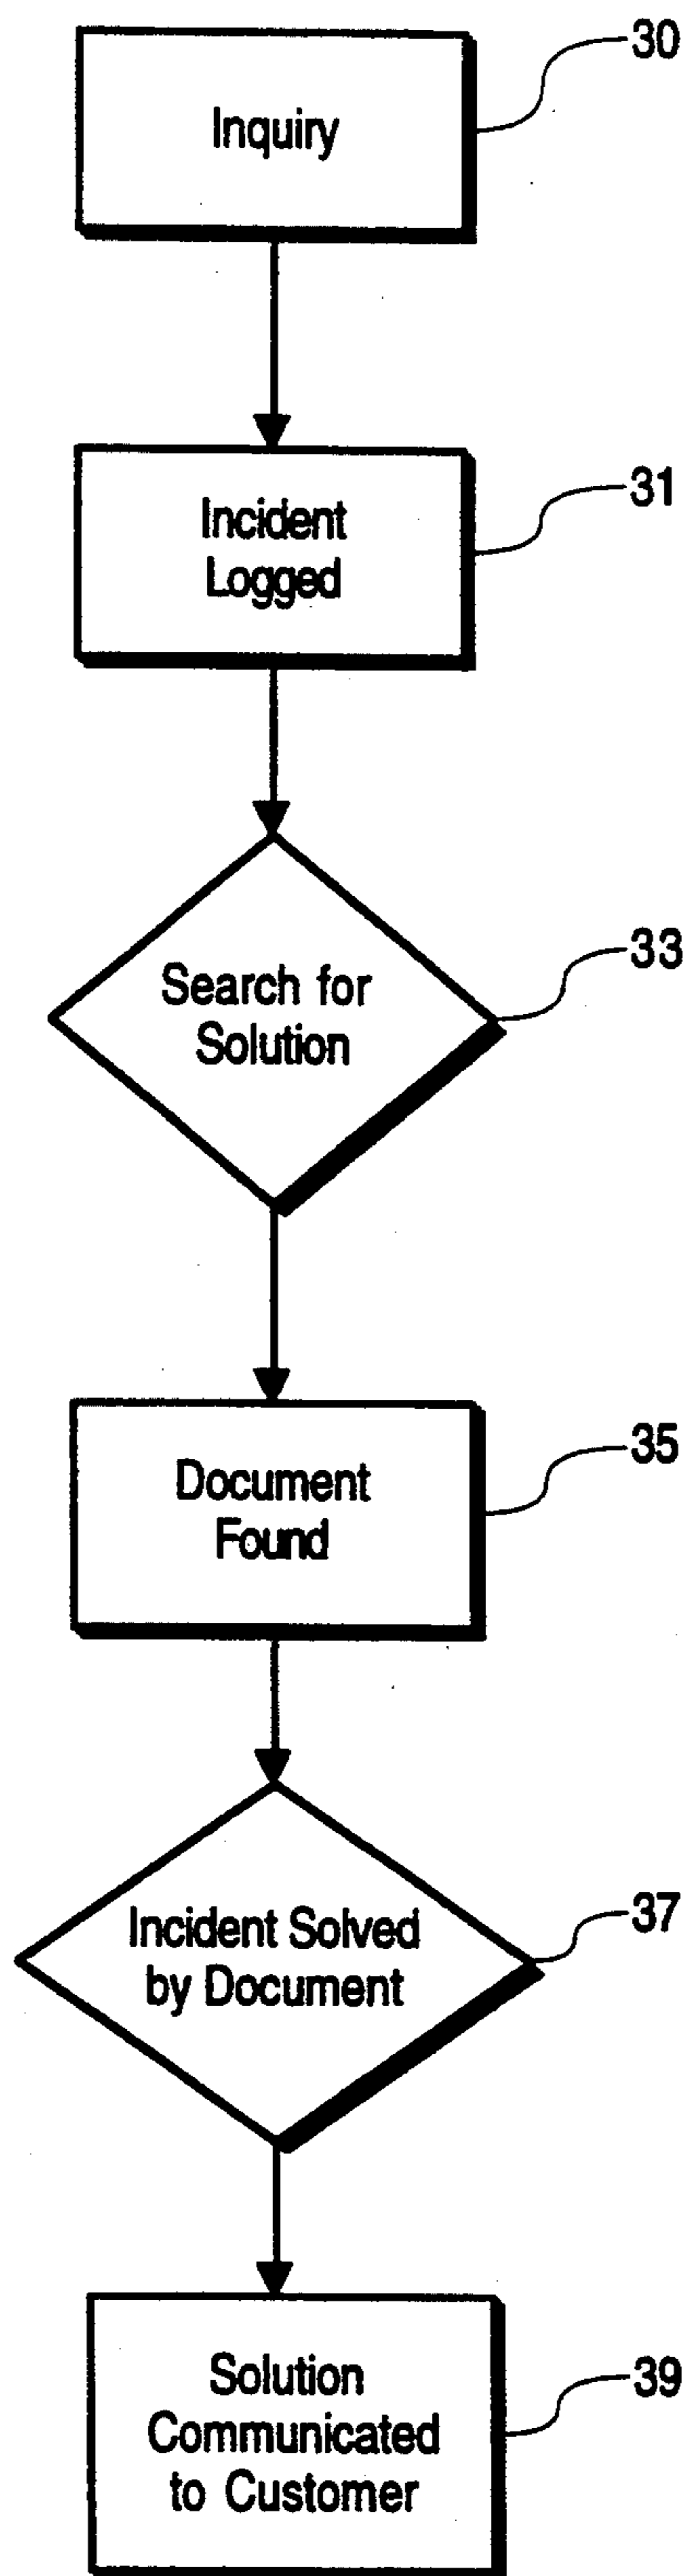 30
Inquiry
31
Incident
Logged
33
Search for
Solution
35
Document
Found
37
Incident Solved
by Document
39
Solution
Communicated
to Customer